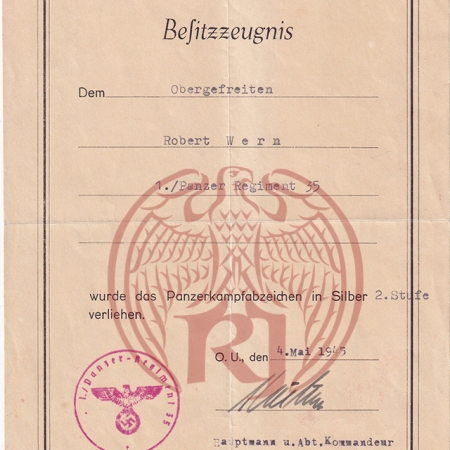 Beſitzzeugnis
Dem Obergefreiten
Robert Wern
1./Panzer Regiment 35
wurde das Panzerkampfabzeichen in Silber 2.Stufe
verliehen.
RJ
O. U., den 4.Mai 1945
1./Panzer-Regiment 35
Hauptmann u.Abt.Kommandeur